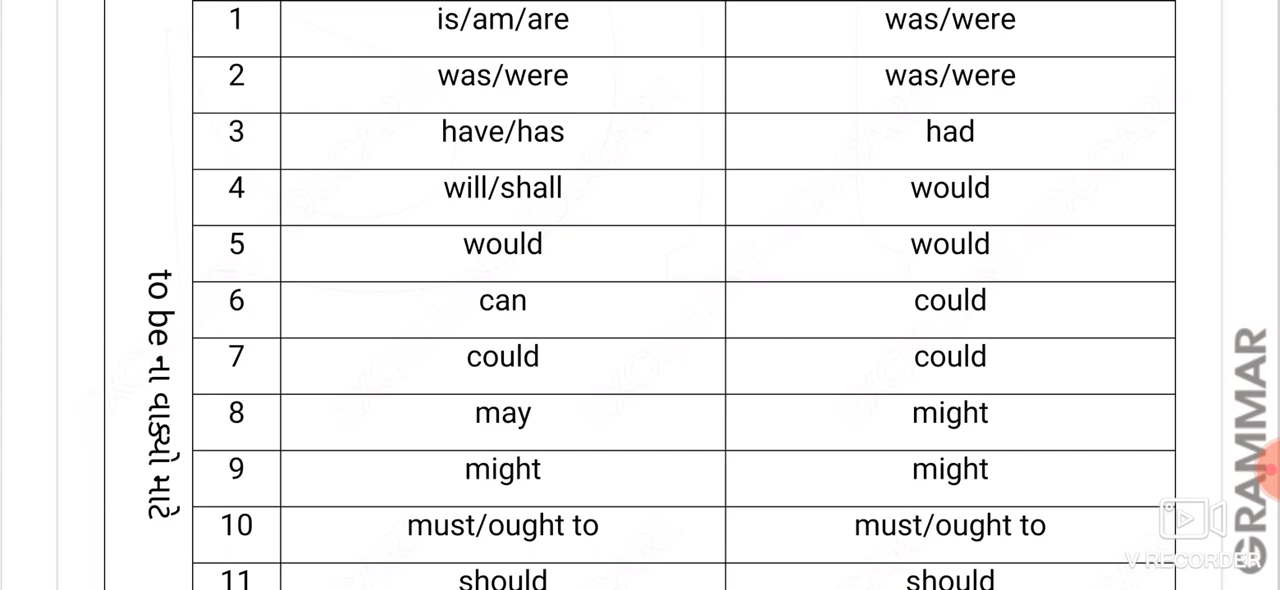 1 is/am/are was/were
2 was/were was/were
3 have/has had
4 will/shall would
5 would would
6 can could
7 could could
8 may might
9 might might
10 must/ought to must/ought to
11 should should
to be ના વાક્યો માટે
GRAMMAR
V RECORDER